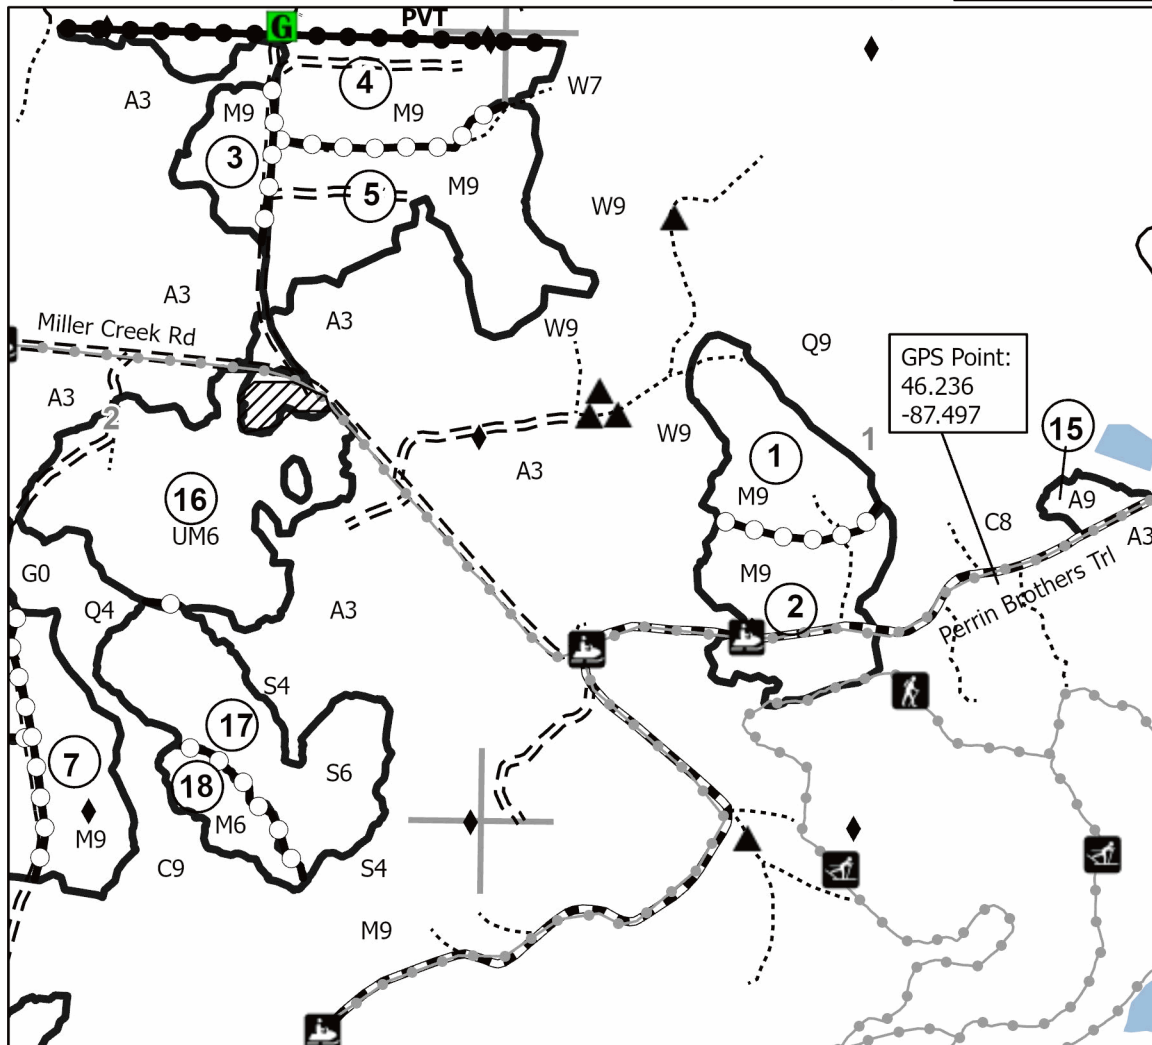 PVT
G
4
W7
A3
M9
M9
3
5
M9
W9
A3
A3
W9
Miller Creek Rd
Q9
GPS Point:
46.236
-87.497
A3
2
W9
1
15
1
A3
M9
A9
16
UM6
C8
A3
G0
M9
Q4
A3
2
Perrin Brothers Trl
S4
17
7
18
S6
M6
M9
C9
S4
M9